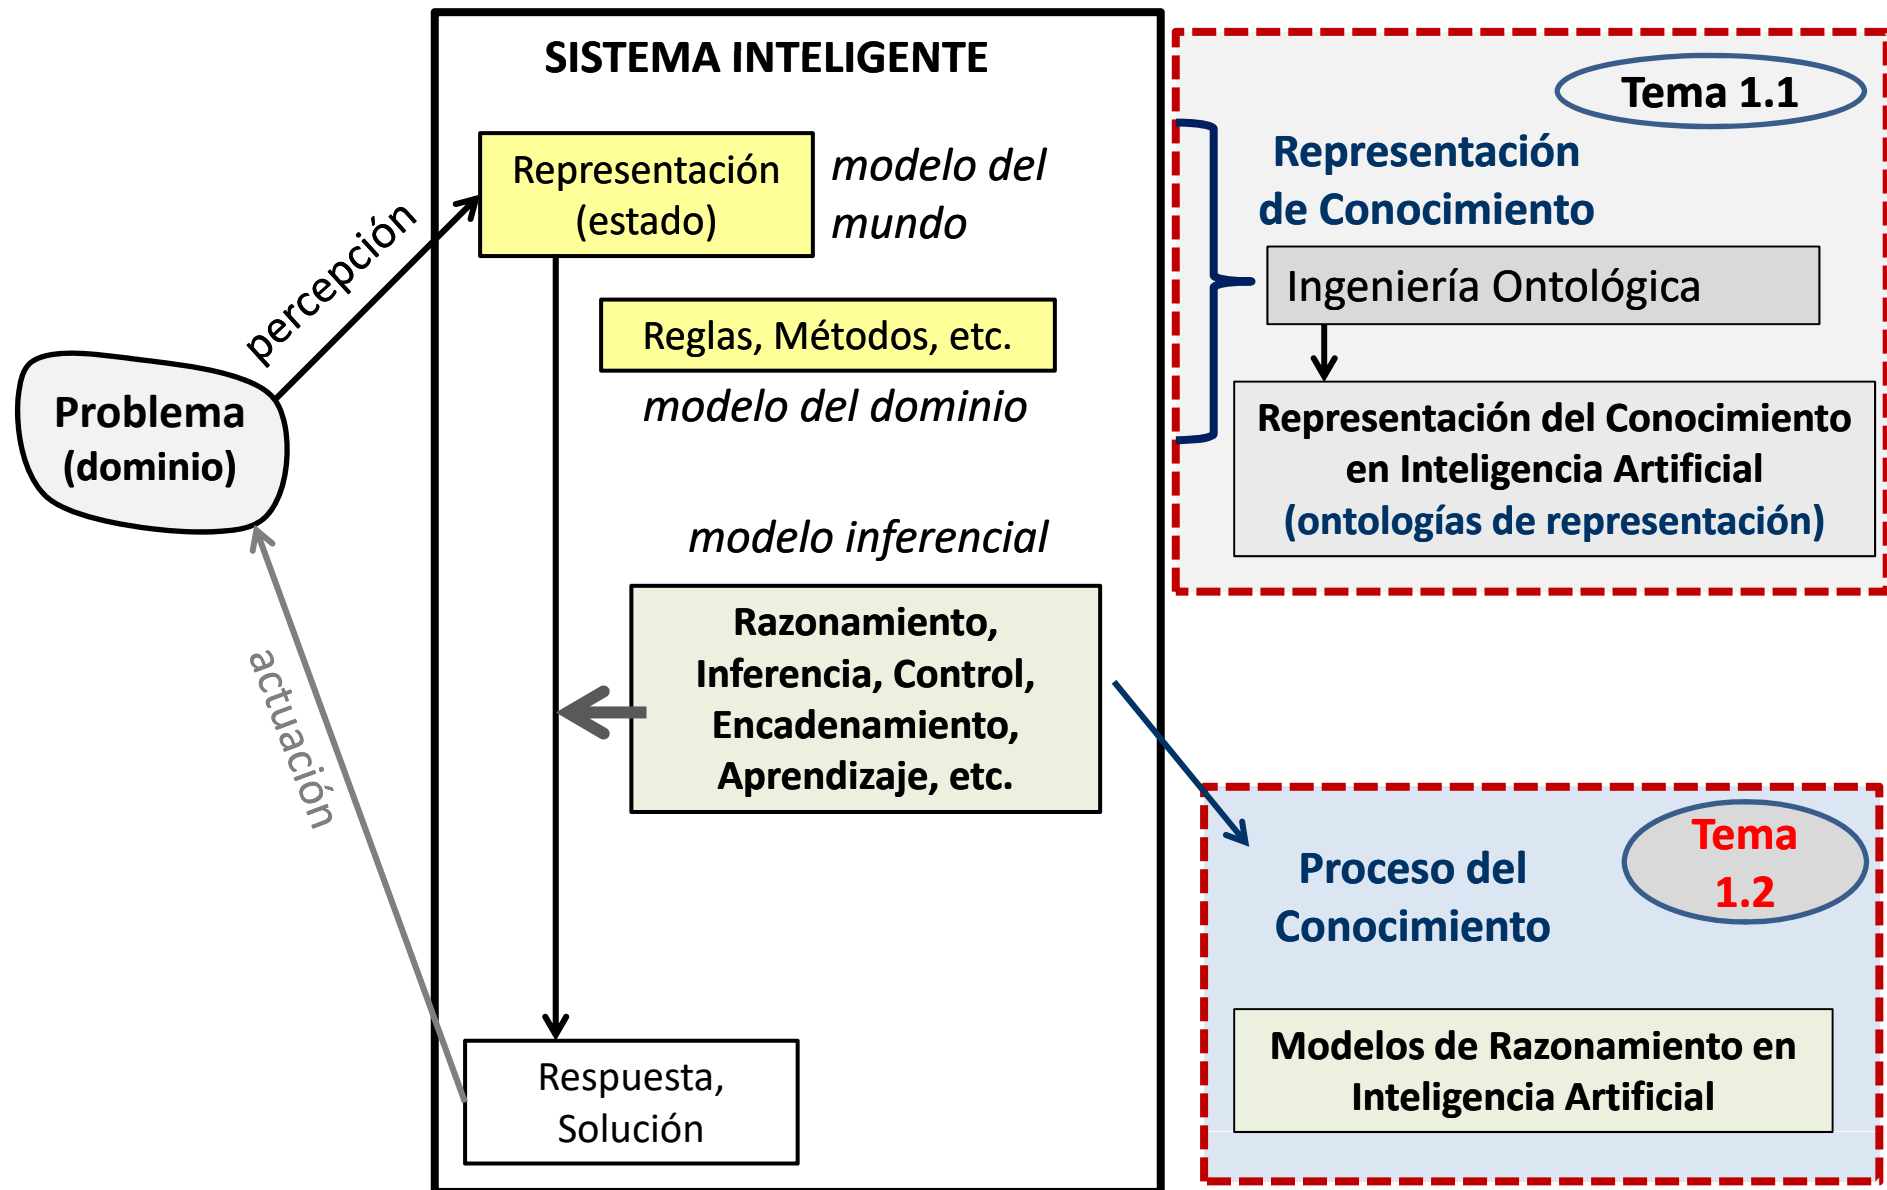 SISTEMA INTELIGENTE
Representación
(estado)
modelo del
mundo
percepción
Reglas, Métodos, etc.
modelo del dominio
Problema
(dominio)
modelo inferencial
Razonamiento,
Inferencia, Control,
Encadenamiento,
Aprendizaje, etc.
actuación
Respuesta,
Solución
Tema 1.1
Representación
de Conocimiento
Ingeniería Ontológica
Representación del Conocimiento
en Inteligencia Artificial
(ontologías de representación)
Tema
1.2
Proceso del
Conocimiento
Modelos de Razonamiento en
Inteligencia Artificial